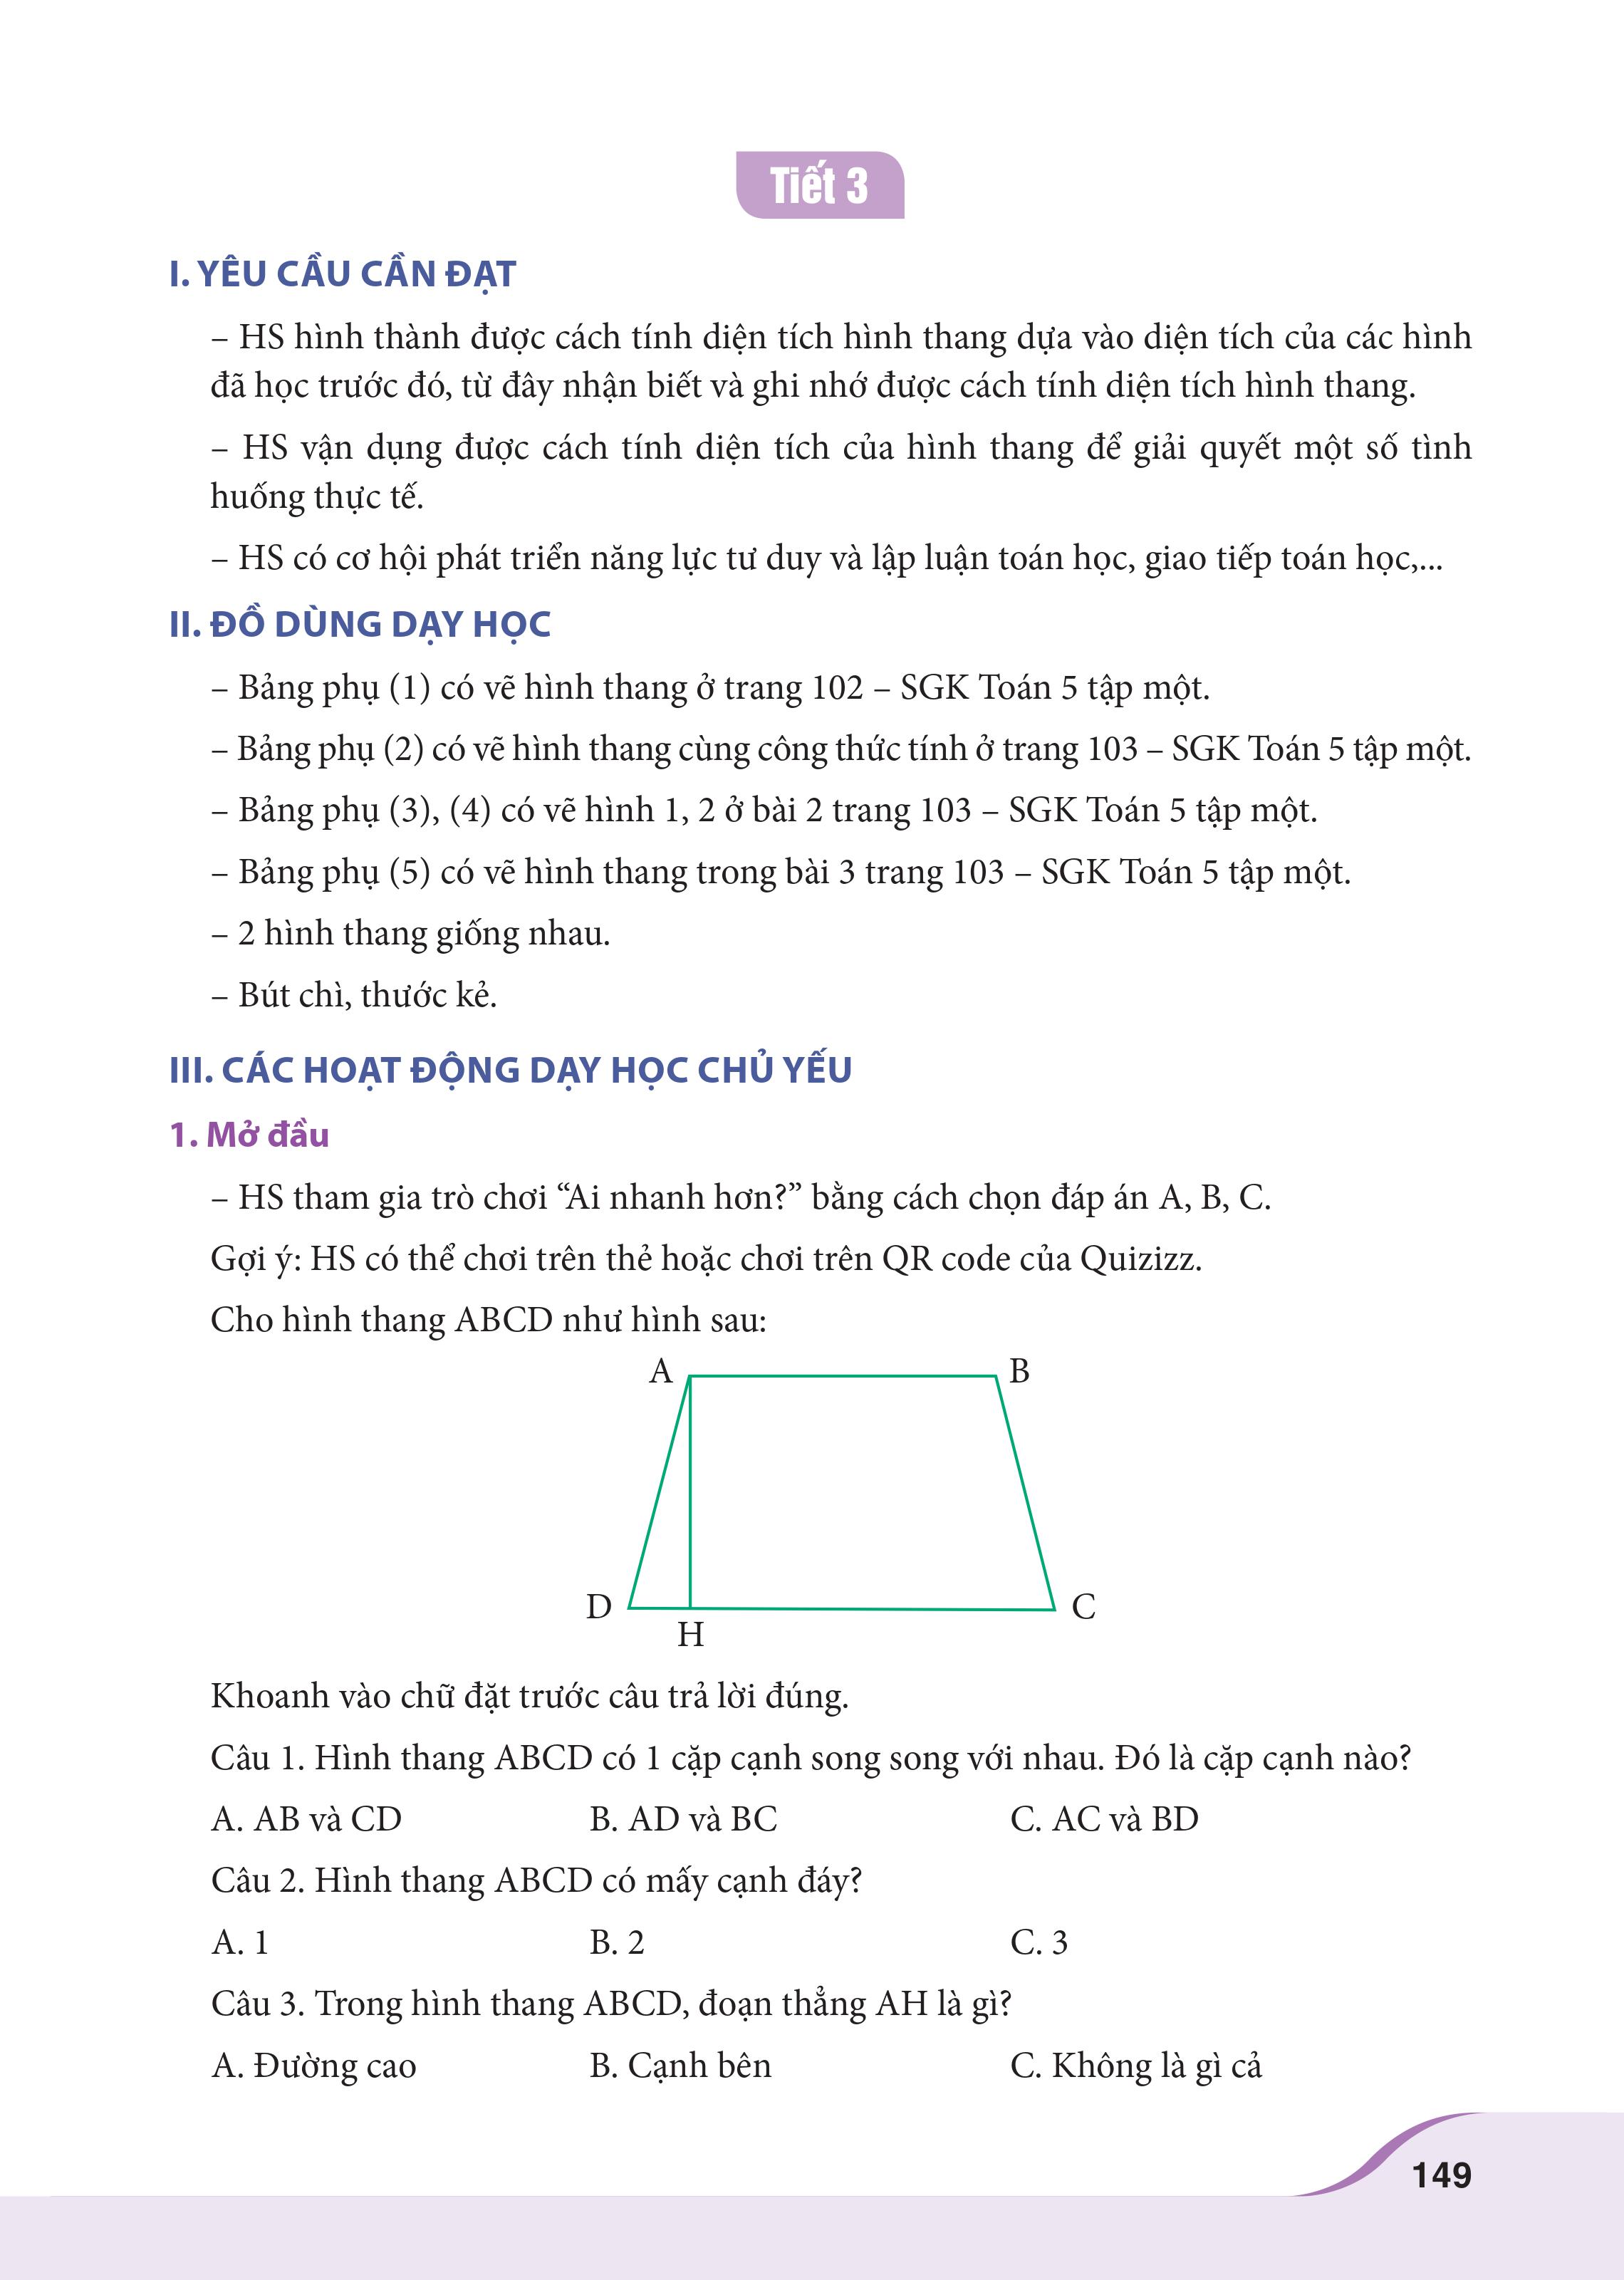 Tiết 3
I. YÊU CẦU CẦN ĐẠT
– HS hình thành được cách tính diện tích hình thang dựa vào diện tích của các hình
đã học trước đó, từ đây nhận biết và ghi nhớ được cách tính diện tích hình thang.
– HS vận dụng được cách tính diện tích của hình thang để giải quyết một số tình
huống thực tế.
– HS có cơ hội phát triển năng lực tư duy và lập luận toán học, giao tiếp toán học,...
II. ĐỒ DÙNG DẠY HỌC
– Bảng phụ (1) có vẽ hình thang ở trang 102 – SGK Toán 5 tập một.
– Bảng phụ (2) có vẽ hình thang cùng công thức tính ở trang 103 – SGK Toán 5 tập một.
– Bảng phụ (3), (4) có vẽ hình 1, 2 ở bài 2 trang 103 – SGK Toán 5 tập một.
– Bảng phụ (5) có vẽ hình thang trong bài 3 trang 103 – SGK Toán 5 tập một.
– 2 hình thang giống nhau.
– Bút chì, thước kẻ.
III. CÁC HOẠT ĐỘNG DẠY HỌC CHỦ YẾU
1. Mở đầu
– HS tham gia trò chơi “Ai nhanh hơn?” bằng cách chọn đáp án A, B, C.
Gợi ý: HS có thể chơi trên thẻ hoặc chơi trên QR code của Quizizz.
Cho hình thang ABCD như hình sau:
A B
D C
H
Khoanh vào chữ đặt trước câu trả lời đúng.
Câu 1. Hình thang ABCD có 1 cặp cạnh song song với nhau. Đó là cặp cạnh nào?
A. AB và CD B. AD và BC C. AC và BD
Câu 2. Hình thang ABCD có mấy cạnh đáy?
A. 1 B. 2 C. 3
Câu 3. Trong hình thang ABCD, đoạn thẳng AH là gì?
A. Đường cao B. Cạnh bên C. Không là gì cả
149